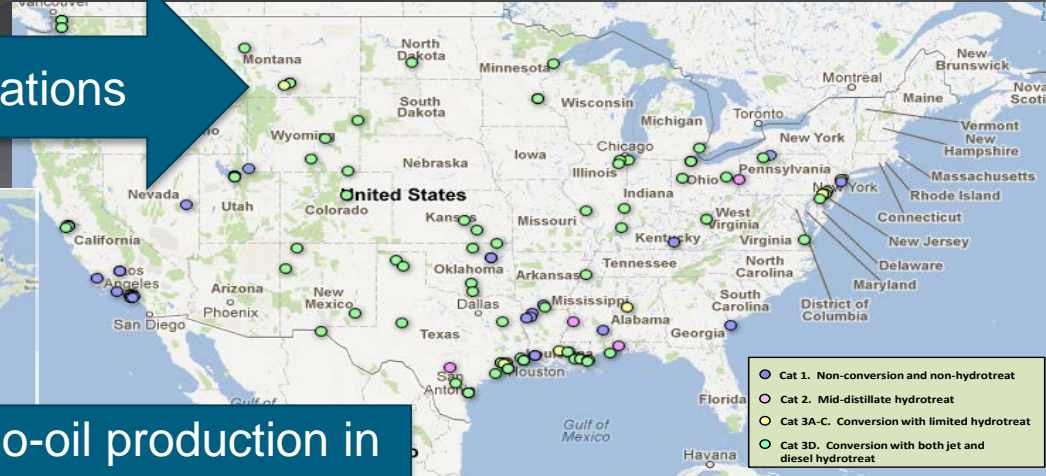 Vancouver
ations
Montana
North
Dakota
Minnesota
Montreal
New
Brunswick
Maine
Nova
Scoti
South
Dakota
Wisconsin
Michigan
Toronto
Vermont
New
Hampshire
Wyoming
Iowa
Chicago
New York
Massachusetts
Nebraska
Illinois
Ohio
Pennsylvania
New York
Rhode Island
Nevada
Utah
Colorado
United States
Indiana
Connecticut
California
Kansas
Missouri
West
Virginia
New Jersey
Kentucky
Virginia
Delaware
Los
Angeles
Arizona
Oklahoma
Arkansas
Tennessee
North
Carolina
Maryland
Phoenix
New
Mexico
Dallas
Mississippi
South
Carolina
District of
Columbia
San Diego
Texas
Alabama
Georgia
Louisiana
San
Antonio
Houston
Cat 1. Non-conversion and non-hydrotreat
Cat 2. Mid-distillate hydrotreat
Cat 3A-C. Conversion with limited hydrotreat
Cat 3D. Conversion with both jet and
diesel hydrotreat
Florida
Gulf of
o-oil production in
Gulf of
Mexico
Havana